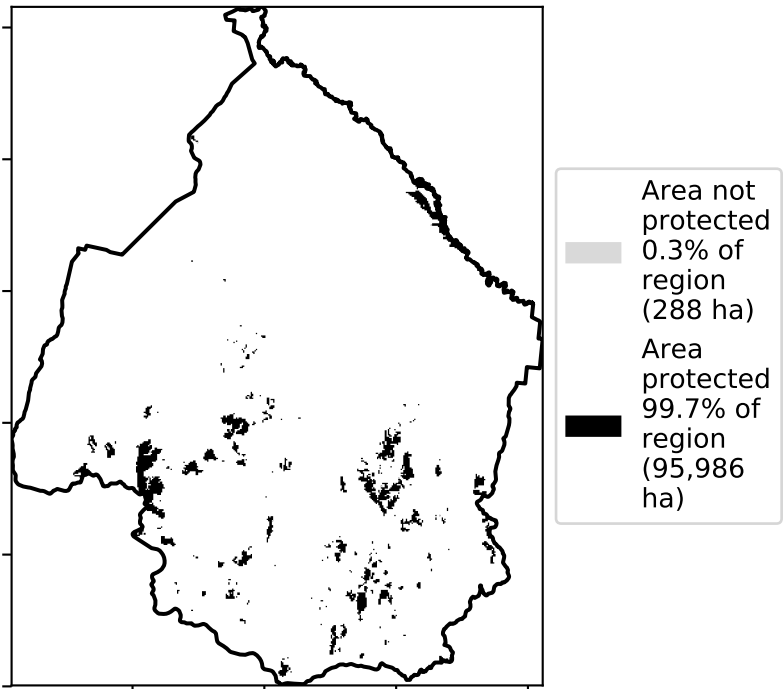 Area not
protected
0.3% of
region
(288 ha)
Area
protected
99.7% of
region
(95,986
ha)